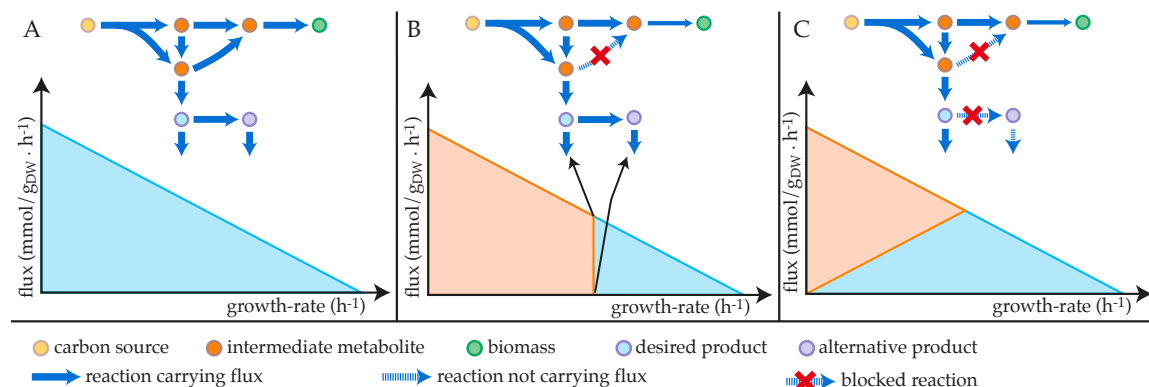 A
B
C
flux (mmol/gDW · h-1)
growth-rate (h-1)
flux (mmol/gDW · h-1)
growth-rate (h-1)
flux (mmol/gDW · h-1)
growth-rate (h-1)
carbon source
intermediate metabolite
biomass
desired product
alternative product
reaction carrying flux
reaction not carrying flux
blocked reaction